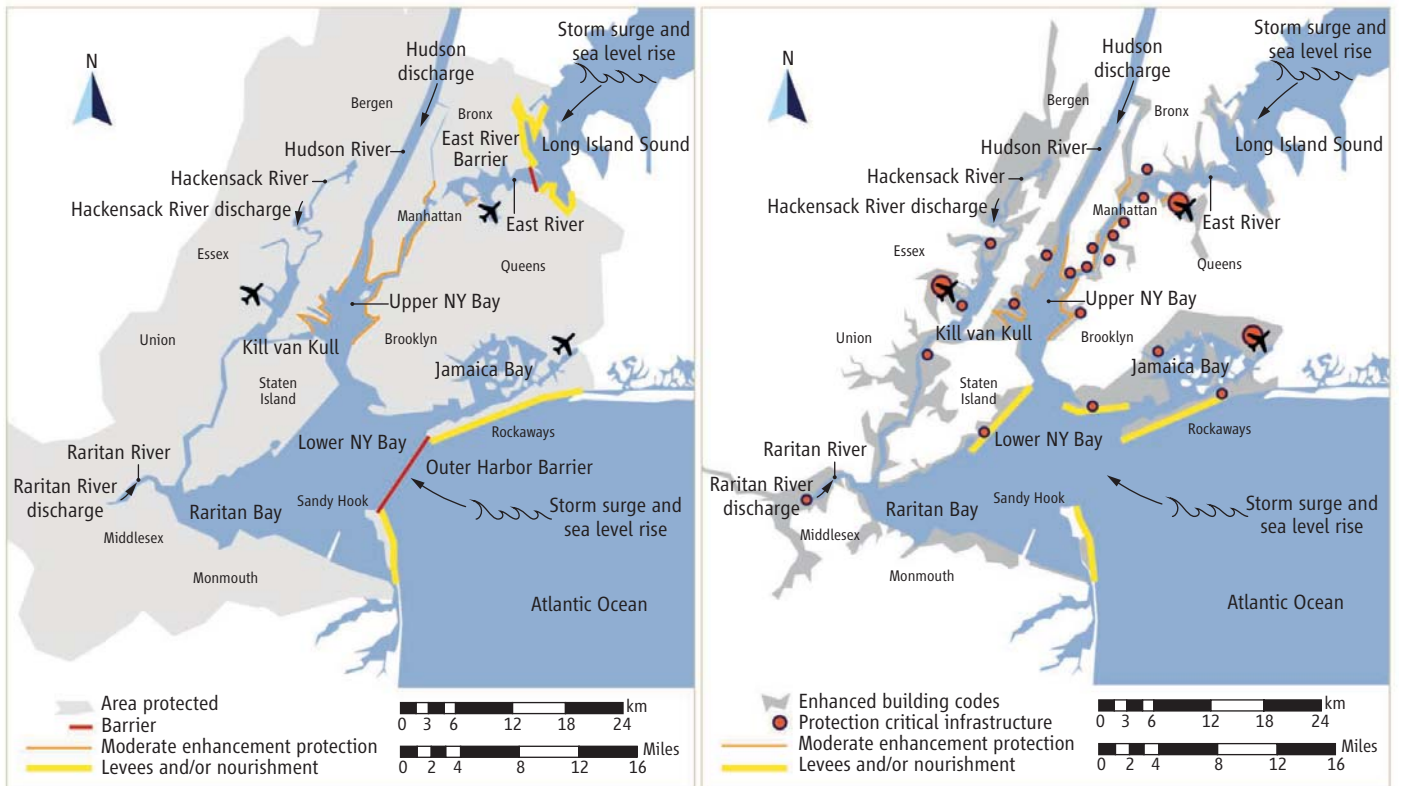 Storm surge and
sea level rise
Hudson
discharge
N
Bergen
Bronx
East River
Barrier
Long Island Sound
Hudson River
Hackensack River
Hackensack River discharge
Manhattan
East River
Essex
Queens
Upper NY Bay
Union
Kill van Kull
Brooklyn
Jamaica Bay
Staten
Island
Lower NY Bay
Rockaways
Raritan River
Outer Harbor Barrier
Raritan River
discharge
Sandy Hook
Raritan Bay
Storm surge and
sea level rise
Middlesex
Monmouth
Atlantic Ocean
Area protected
Barrier
Moderate enhancement protection
Levees and/or nourishment
km
0 3 6 12 18 24
Miles
0 2 4 8 12 16
Storm surge and
sea level rise
Hudson
discharge
N
Bergen
Bronx
Long Island Sound
Hudson River
Hackensack River
Hackensack River discharge
Manhattan
East River
Essex
Queens
Upper NY Bay
Union
Kill van Kull
Brooklyn
Jamaica Bay
Staten
Island
Lower NY Bay
Rockaways
Raritan River
Raritan River
discharge
Sandy Hook
Raritan Bay
Storm surge and
sea level rise
Middlesex
Monmouth
Atlantic Ocean
Enhanced building codes
Protection critical infrastructure
Moderate enhancement protection
Levees and/or nourishment
km
0 3 6 12 18 24
Miles
0 2 4 8 12 16